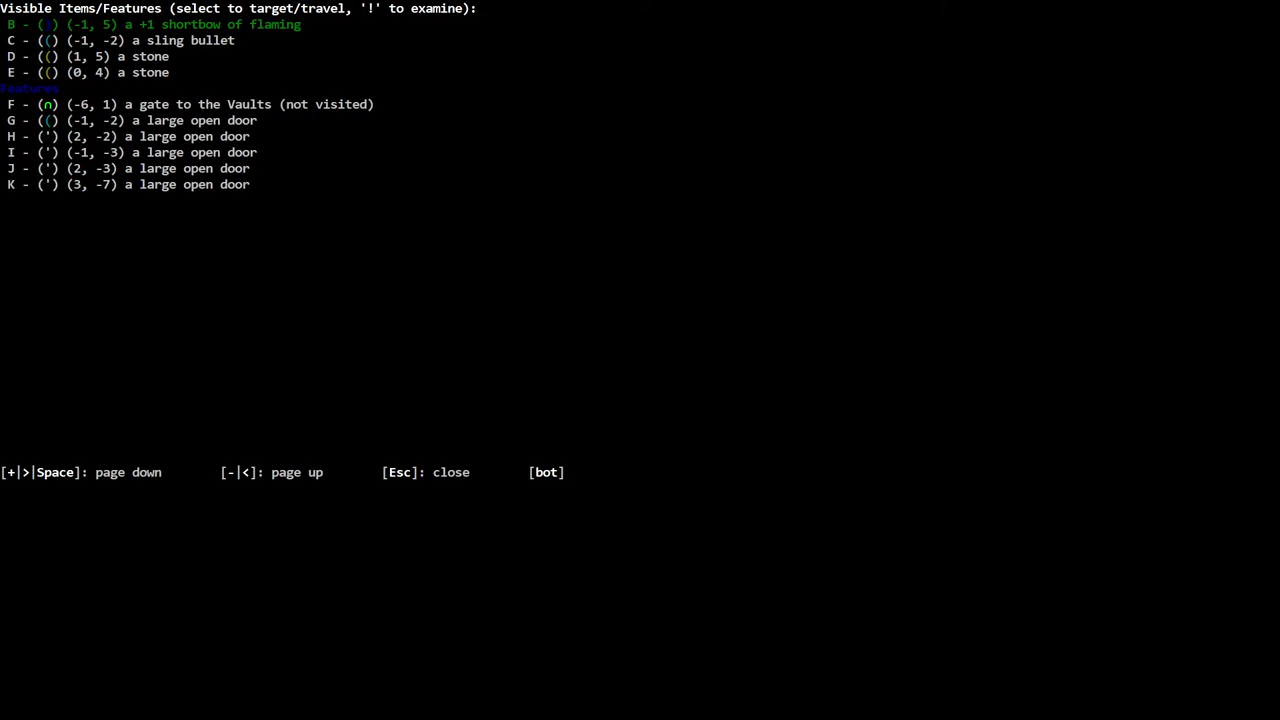 Visible Items/Features (select to target/travel, '!' to examine):
B - ()) (-1, 5) a +1 shortbow of flaming
C - (() (-1, -2) a sling bullet
D - (() (1, 5) a stone
E - (() (0, 4) a stone
Features
F - (∩) (-6, 1) a gate to the Vaults (not visited)
G - (() (-1, -2) a large open door
H - (') (2, -2) a large open door
I - (') (-1, -3) a large open door
J - (') (2, -3) a large open door
K - (') (3, -7) a large open door
[+|>|Space]: page down [-|<]: page up [Esc]: close [bot]